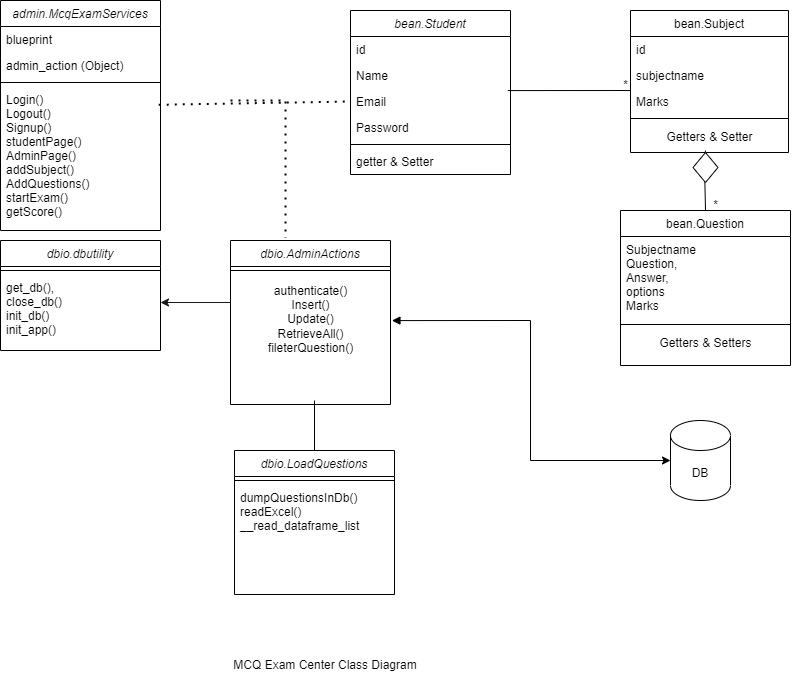 admin.McqExamServices
blueprint
admin_action (Object)
Login()
Logout()
Signup()
studentPage()
AdminPage()
addSubject()
AddQuestions()
startExam()
getScore()
bean.Student
id
Name
Email
Password
getter & Setter
*
bean.Subject
id
subjectname
Marks
Getters & Setter
*
bean.Question
Subjectname
Question,
Answer,
options
Marks
Getters & Setters
dbio.dbutility
get_db(),
close_db()
init_db()
init_app()
dbio.AdminActions
authenticate()
Insert()
Update()
RetrieveAll()
fileterQuestion()
dbio.LoadQuestions
dumpQuestionsInDb()
readExcel()
__read_dataframe_list
DB
MCQ Exam Center Class Diagram